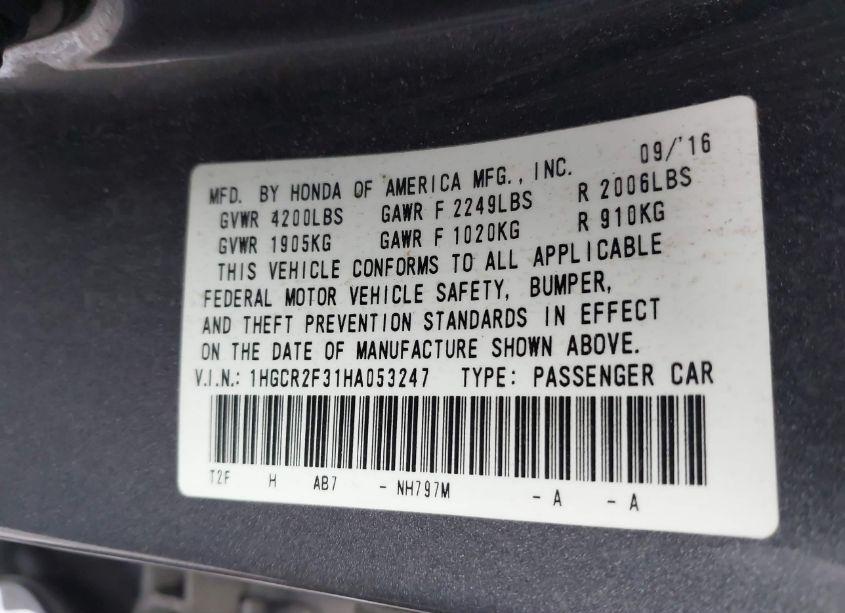 MFD. BY HONDA OF AMERICA MFG., INC. 09/'16
GVWR 4200LBS GAWR F 2249LBS R 2006LBS
GVWR 1905KG GAWR F 1020KG R 910KG
THIS VEHICLE CONFORMS TO ALL APPLICABLE
FEDERAL MOTOR VEHICLE SAFETY, BUMPER,
AND THEFT PREVENTION STANDARDS IN EFFECT
ON THE DATE OF MANUFACTURE SHOWN ABOVE.
V.I.N.: 1HGCR2F31HA053247 TYPE: PASSENGER CAR
T2F H AB7 - NH797M - A - A